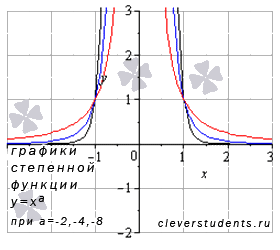 3
2
1
0
-1
-2
-1
1
2
3
y
x
графики
степенной
функции
y=xª
при a=-2,-4,-8
cleverstudents.ru